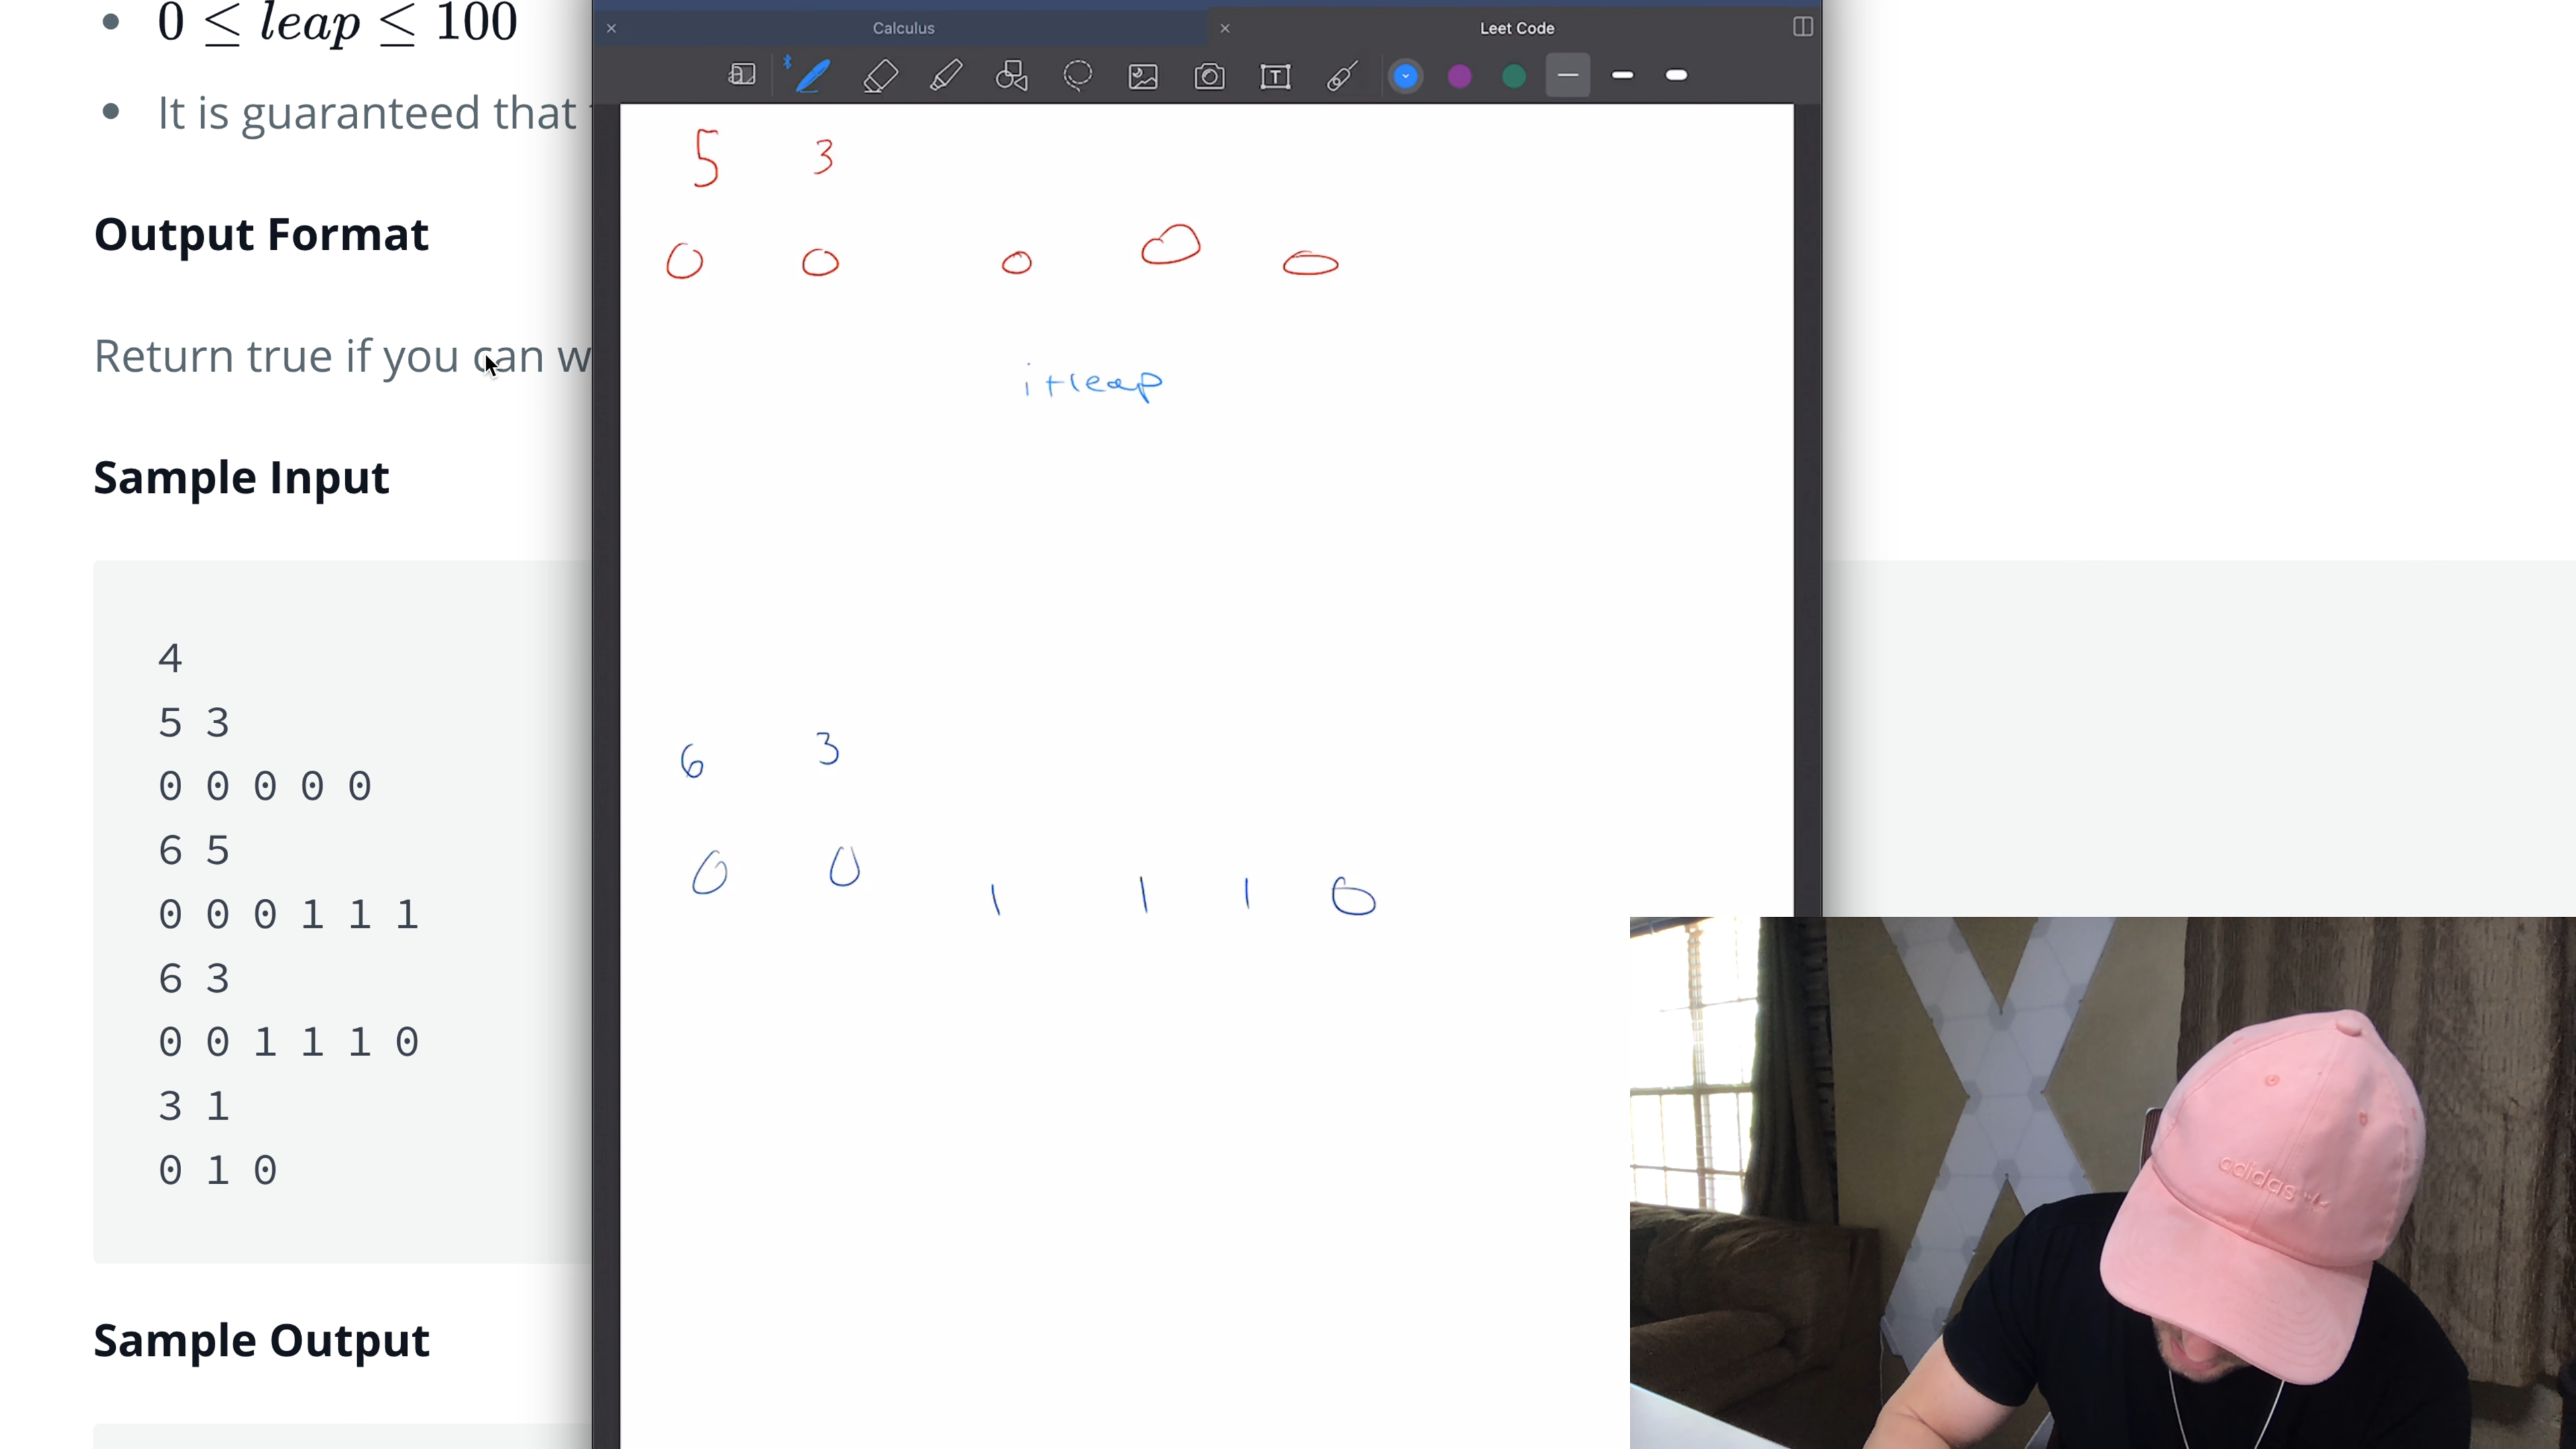 0 ≤ leap ≤ 100
It is guaranteed that
Output Format
Return true if you can w
Sample Input
4
5 3
0 0 0 0 0
6 5
0 0 0 1 1 1
6 3
0 0 1 1 1 0
3 1
0 1 0
Sample Output
Calculus
Leet Code
5 3
0 0 0 0 0
i+leap
6 3
0 0 1 1 1 0
adidas